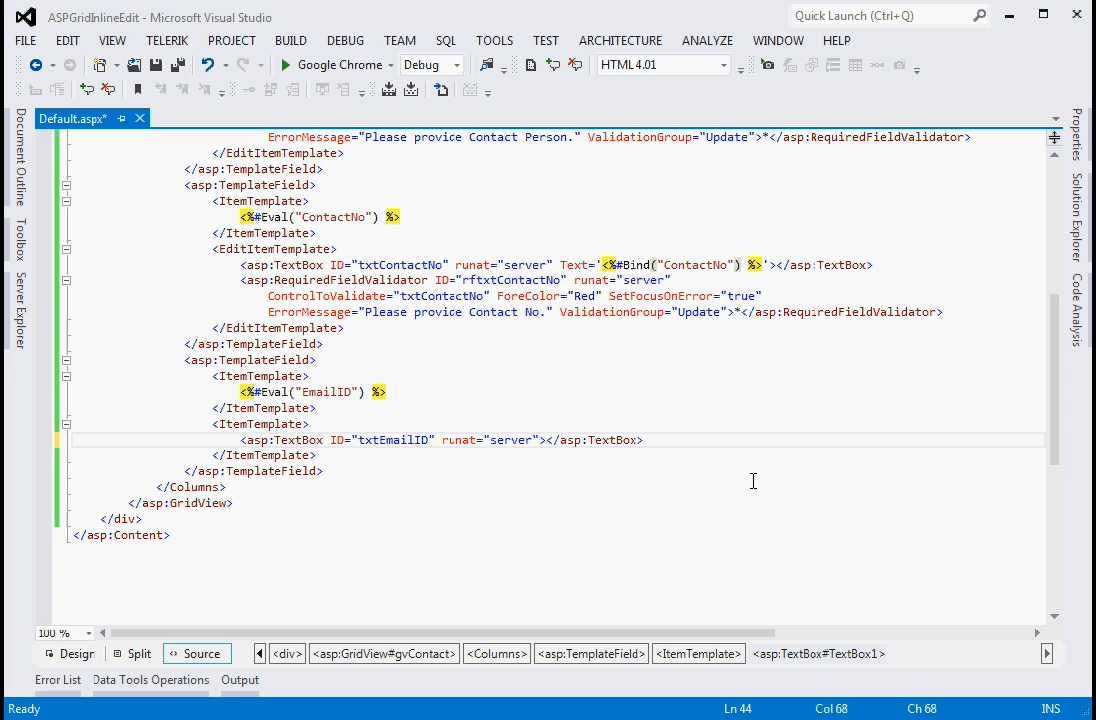 ASPGridInlineEdit - Microsoft Visual Studio
Quick Launch (Ctrl+Q)
FILE EDIT VIEW TELERIK PROJECT BUILD DEBUG TEAM SQL TOOLS TEST ARCHITECTURE ANALYZE WINDOW HELP
Google Chrome Debug HTML 4.01
Default.aspx*
Document Outline
Toolbox
Server Explorer
ErrorMessage="Please provide Contact Person." ValidationGroup="Update">*</asp:RequiredFieldValidator>
</EditItemTemplate>
</asp:TemplateField>
<asp:TemplateField>
<ItemTemplate>
<%#Eval("ContactNo") %>
</ItemTemplate>
<EditItemTemplate>
<asp:TextBox ID="txtContactNo" runat="server" Text='<%#Bind("ContactNo") %>'></asp:TextBox>
<asp:RequiredFieldValidator ID="rftxtContactNo" runat="server"
ControlToValidate="txtContactNo" ForeColor="Red" SetFocusOnError="true"
ErrorMessage="Please provice Contact No." ValidationGroup="Update">*</asp:RequiredFieldValidator>
</EditItemTemplate>
</asp:TemplateField>
<asp:TemplateField>
<ItemTemplate>
<%#Eval("EmailID") %>
</ItemTemplate>
<ItemTemplate>
<asp:TextBox ID="txtEmailID" runat="server"></asp:TextBox>
</ItemTemplate>
</asp:TemplateField>
</Columns>
</asp:GridView>
</div>
</asp:Content>
Properties
Solution Explorer
Code Analysis
100 %
Design Split Source <div> <asp:GridView#gvContact> <Columns> <asp:TemplateField> <ItemTemplate> <asp:TextBox#TextBox1>
Error List Data Tools Operations Output
Ready Ln 44 Col 68 Ch 68 INS